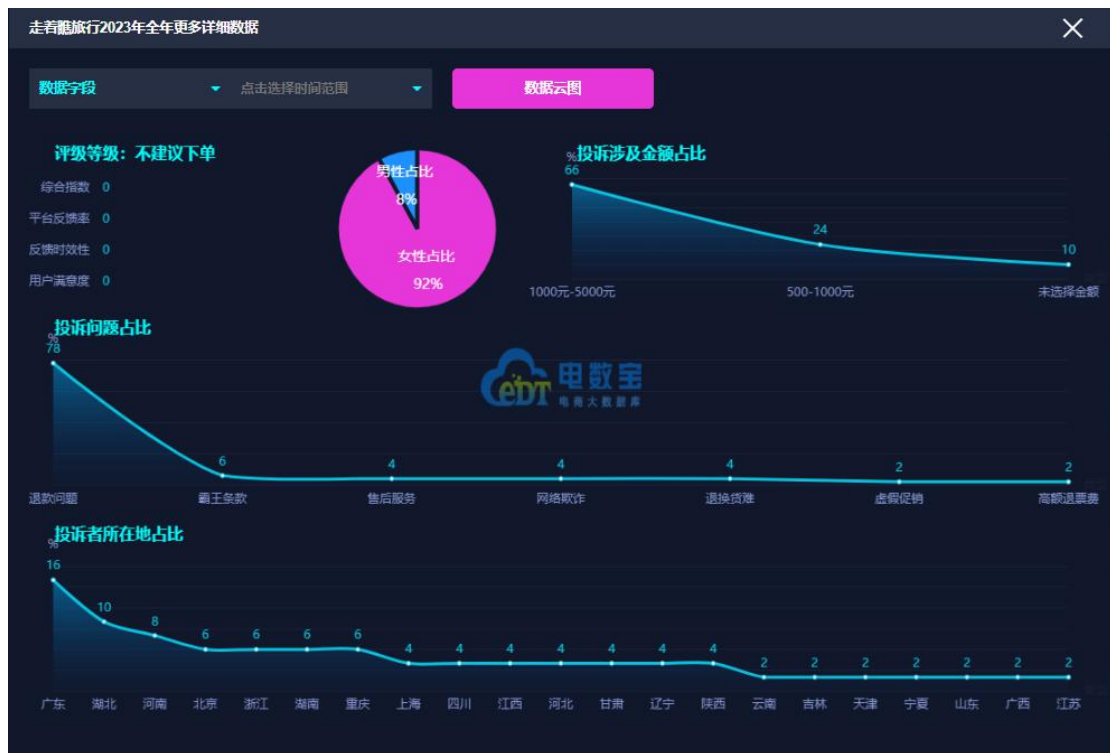 走着瞧旅行2023年全年更多详细数据
数据字段 点击选择时间范围 数据云图
评级等级：不建议下单
综合指数 0
平台反馈率 0
反馈时效性 0
用户满意度 0
男性占比
8%
女性占比
92%
%投诉涉及金额占比
66 24 10
1000元-5000元 500-1000元 未选择金额
投诉问题占比
%
78 6 4 4 4 2 2
退款问题 霸王条款 售后服务 网络欺诈 退换货难 虚假促销 高额退票费
eDT 电数宝
电商大数据库
投诉者所在地占比
%
16 10 8 6 6 6 6 4 4 4 4 4 4 4 2 2 2 2 2 2 2
广东 湖北 河南 北京 浙江 湖南 重庆 上海 四川 江西 河北 甘肃 辽宁 陕西 云南 吉林 天津 宁夏 山东 广西 江苏